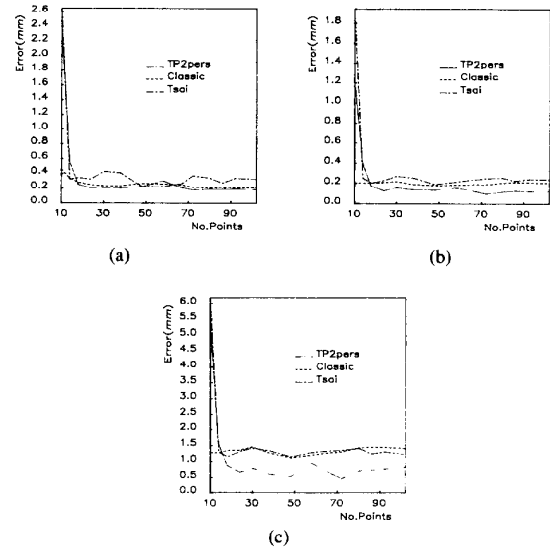 Error(mm)
2.6
2.4
2.2
2.0
1.8
1.6
1.4
1.2
1.0
0.8
0.6
0.4
0.2
0.0
TP2pers
Classic
Tsai
10 30 50 70 90
No.Points
(a)
Error(mm)
1.8
1.6
1.4
1.2
1.0
0.8
0.6
0.4
0.2
0.0
TP2pers
Classic
Tsai
10 30 50 70 90
No.Points
(b)
Error(mm)
6.0
5.5
5.0
4.5
4.0
3.5
3.0
2.5
2.0
1.5
1.0
0.5
0.0
TP2pers
Classic
Tsai
10 30 50 70 90
No.Points
(c)